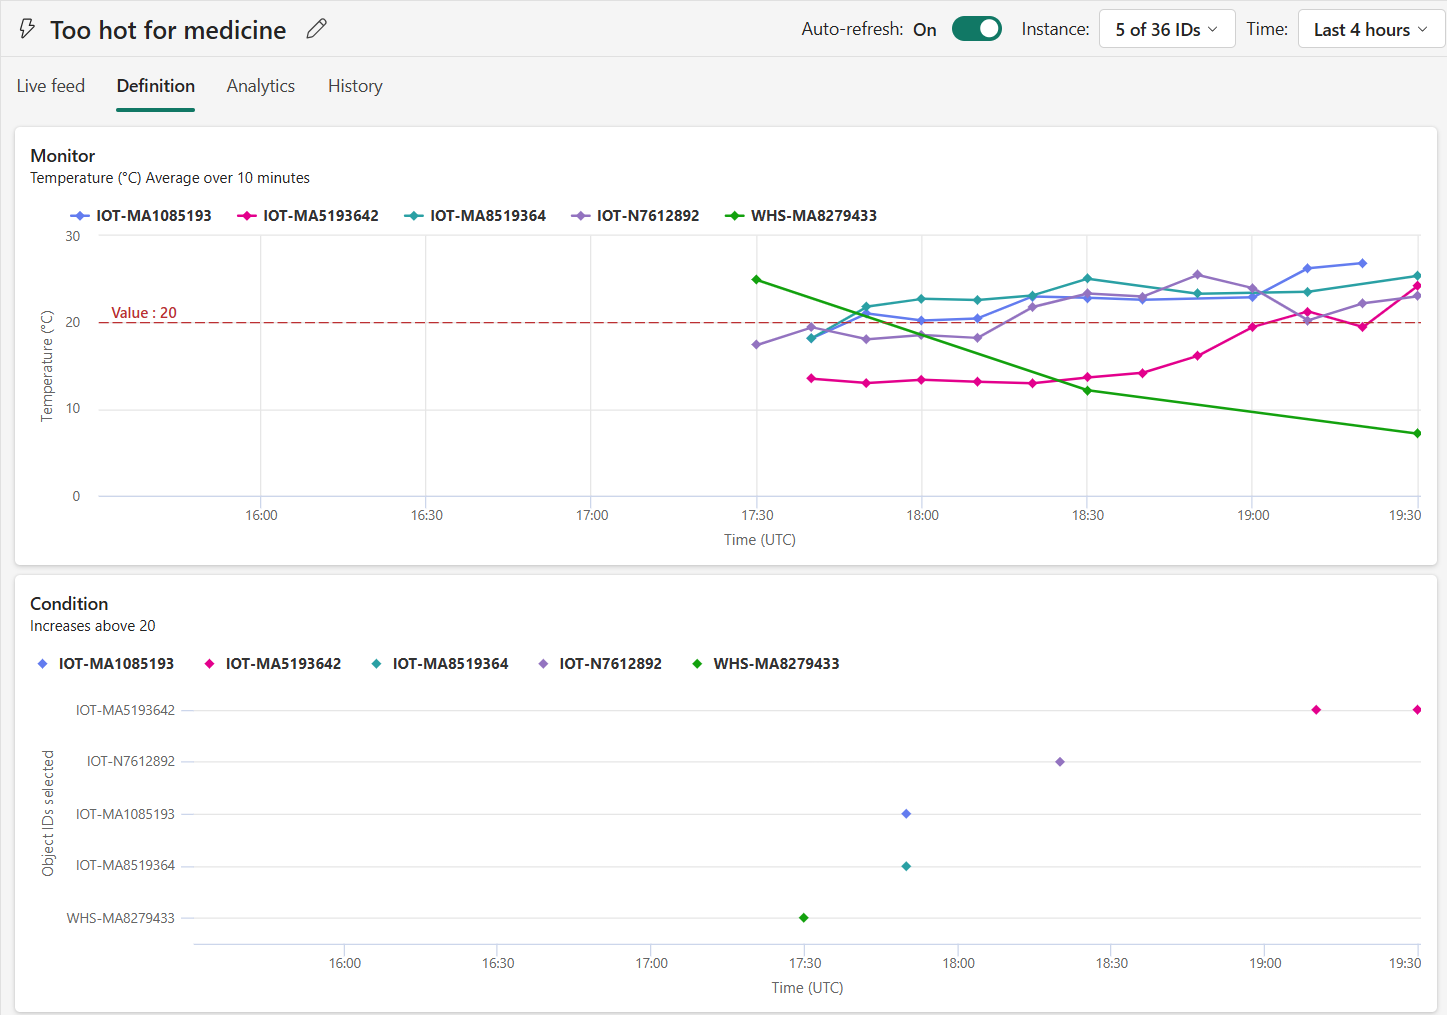 Too hot for medicine
Auto-refresh: On
Instance: 5 of 36 IDs
Time: Last 4 hours
Live feed Definition Analytics History
Monitor
Temperature (°C) Average over 10 minutes
IOT-MA1085193 IOT-MA5193642 IOT-MA8519364 IOT-N7612892 WHS-MA8279433
30
Value : 20
20
10
0
Temperature (°C)
16:00 16:30 17:00 17:30 18:00 18:30 19:00 19:30
Time (UTC)
Condition
Increases above 20
IOT-MA1085193 IOT-MA5193642 IOT-MA8519364 IOT-N7612892 WHS-MA8279433
Object IDs selected
IOT-MA5193642
IOT-N7612892
IOT-MA1085193
IOT-MA8519364
WHS-MA8279433
16:00 16:30 17:00 17:30 18:00 18:30 19:00 19:30
Time (UTC)